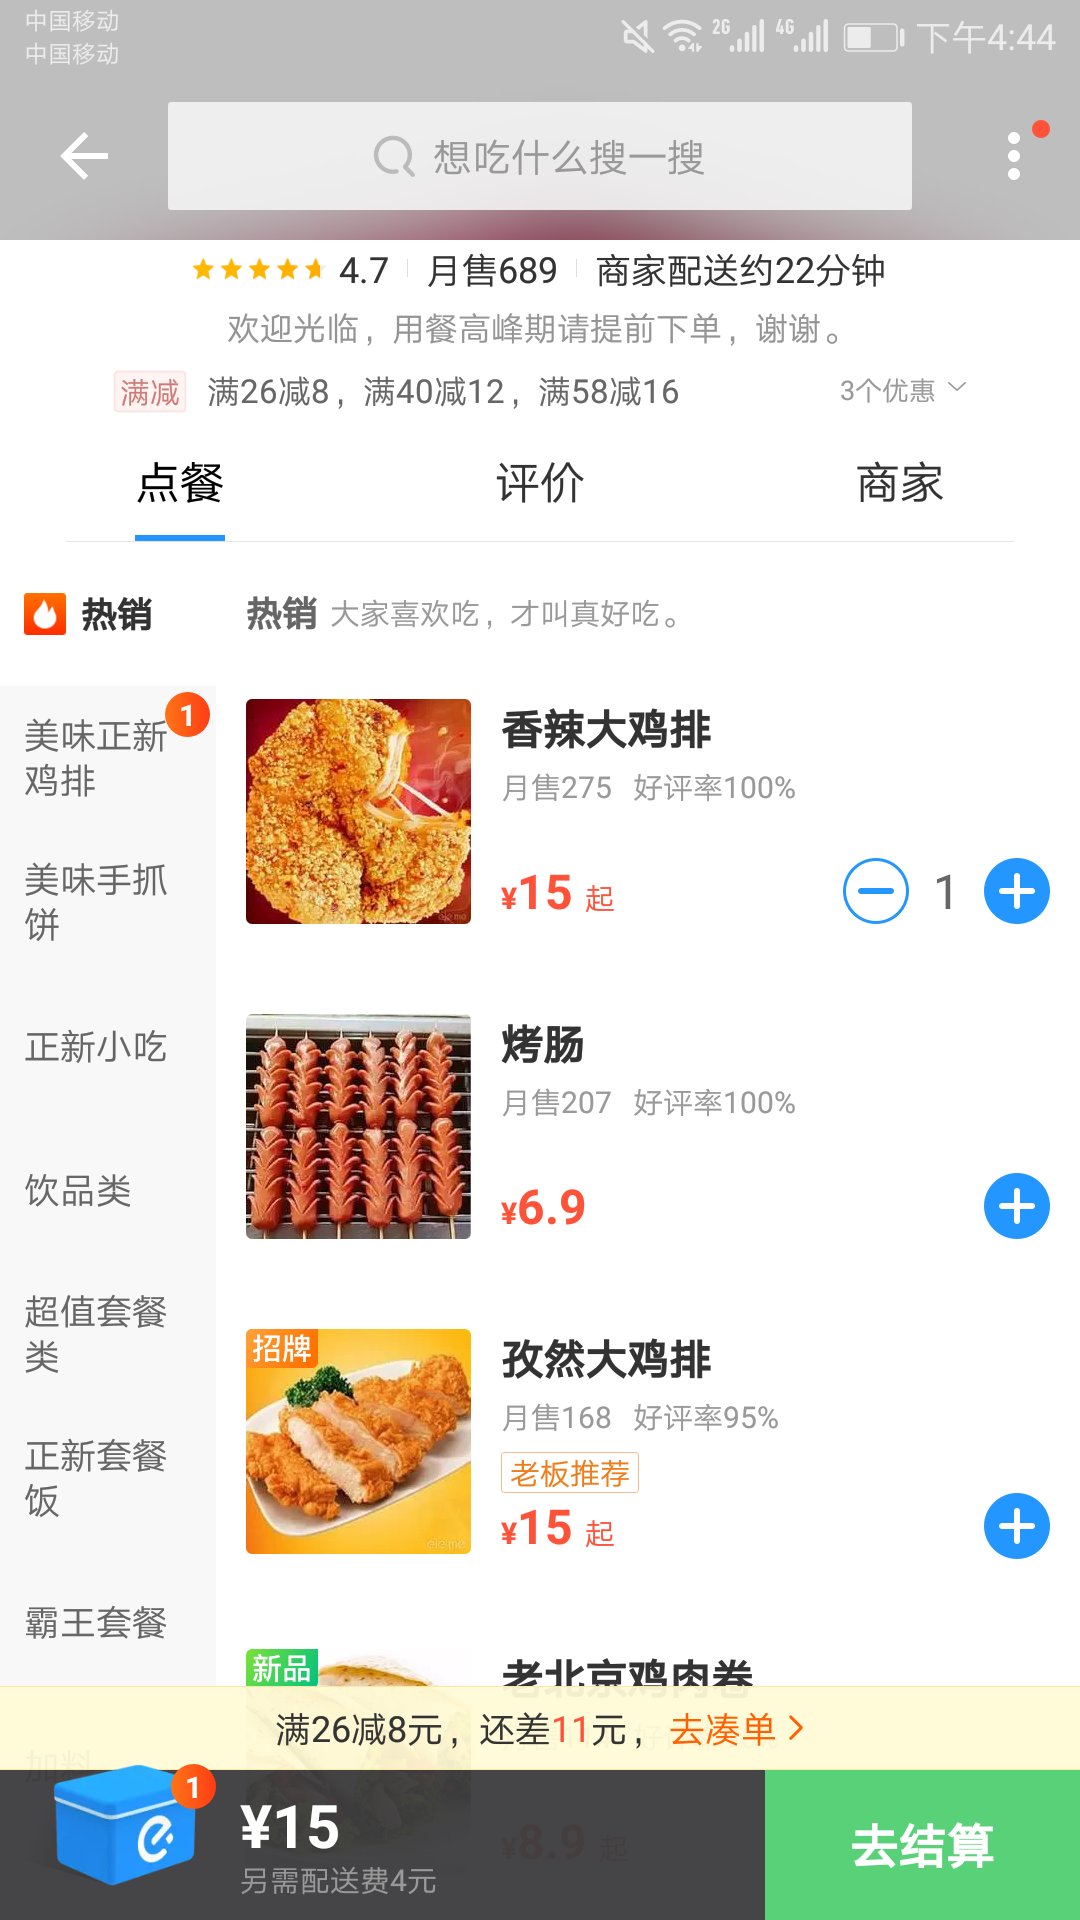 中国移动
中国移动
2G 4G 下午4:44
想吃什么搜一搜
4.7 月售689 商家配送约22分钟
欢迎光临，用餐高峰期请提前下单，谢谢。
满减 满26减8，满40减12，满58减16 3个优惠
点餐 评价 商家
热销
热销 大家喜欢吃，才叫真好吃。
美味正新鸡排 1
美味手抓饼
正新小吃
饮品类
超值套餐类
正新套餐饭
霸王套餐
加料
香辣大鸡排
月售275 好评率100%
¥15 起 1
ele.me
烤肠
月售207 好评率100%
¥6.9
招牌
孜然大鸡排
月售168 好评率95%
老板推荐
¥15 起
ele.me
新品
老北京鸡肉卷
¥8.9 起
满26减8元，还差11元，去凑单
1
¥15
另需配送费4元
去结算